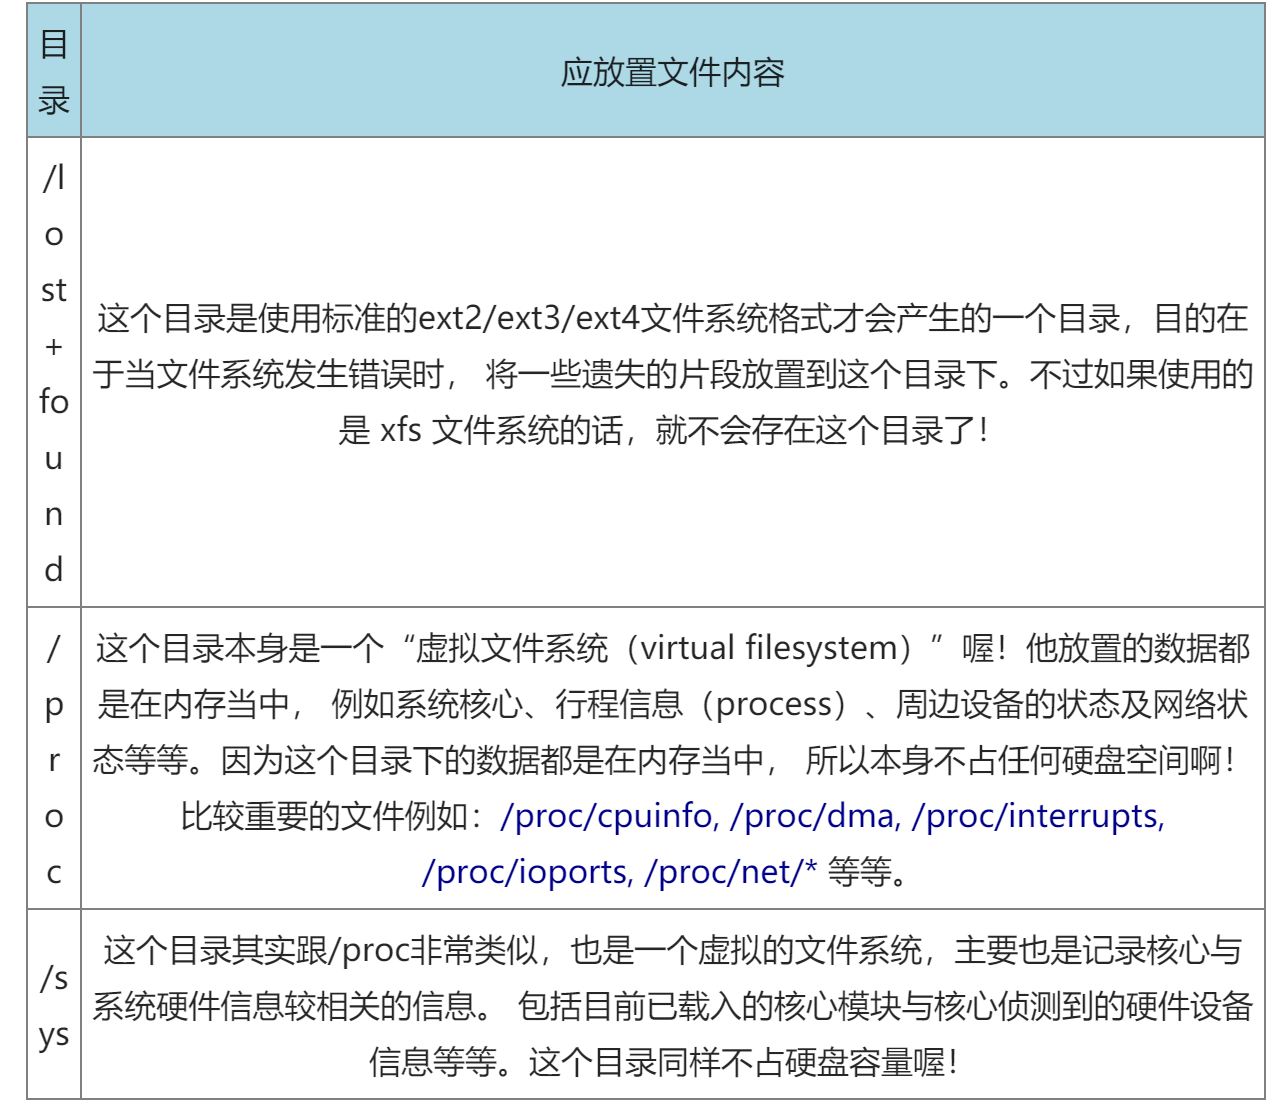 目
录
应放置文件内容
/l
o
st
+
fo
u
n
d
这个目录是使用标准的ext2/ext3/ext4文件系统格式才会产生的一个目录，目的在
于当文件系统发生错误时， 将一些遗失的片段放置到这个目录下。不过如果使用的
是 xfs 文件系统的话，就不会存在这个目录了！
/
p
r
o
c
这个目录本身是一个“虚拟文件系统（virtual filesystem）”喔！他放置的数据都
是在内存当中， 例如系统核心、行程信息（process）、周边设备的状态及网络状
态等等。因为这个目录下的数据都是在内存当中， 所以本身不占任何硬盘空间啊！
比较重要的文件例如：/proc/cpuinfo, /proc/dma, /proc/interrupts,
/proc/ioports, /proc/net/* 等等。
/s
ys
这个目录其实跟/proc非常类似，也是一个虚拟的文件系统，主要也是记录核心与
系统硬件信息较相关的信息。 包括目前已载入的核心模块与核心侦测到的硬件设备
信息等等。这个目录同样不占硬盘容量喔！